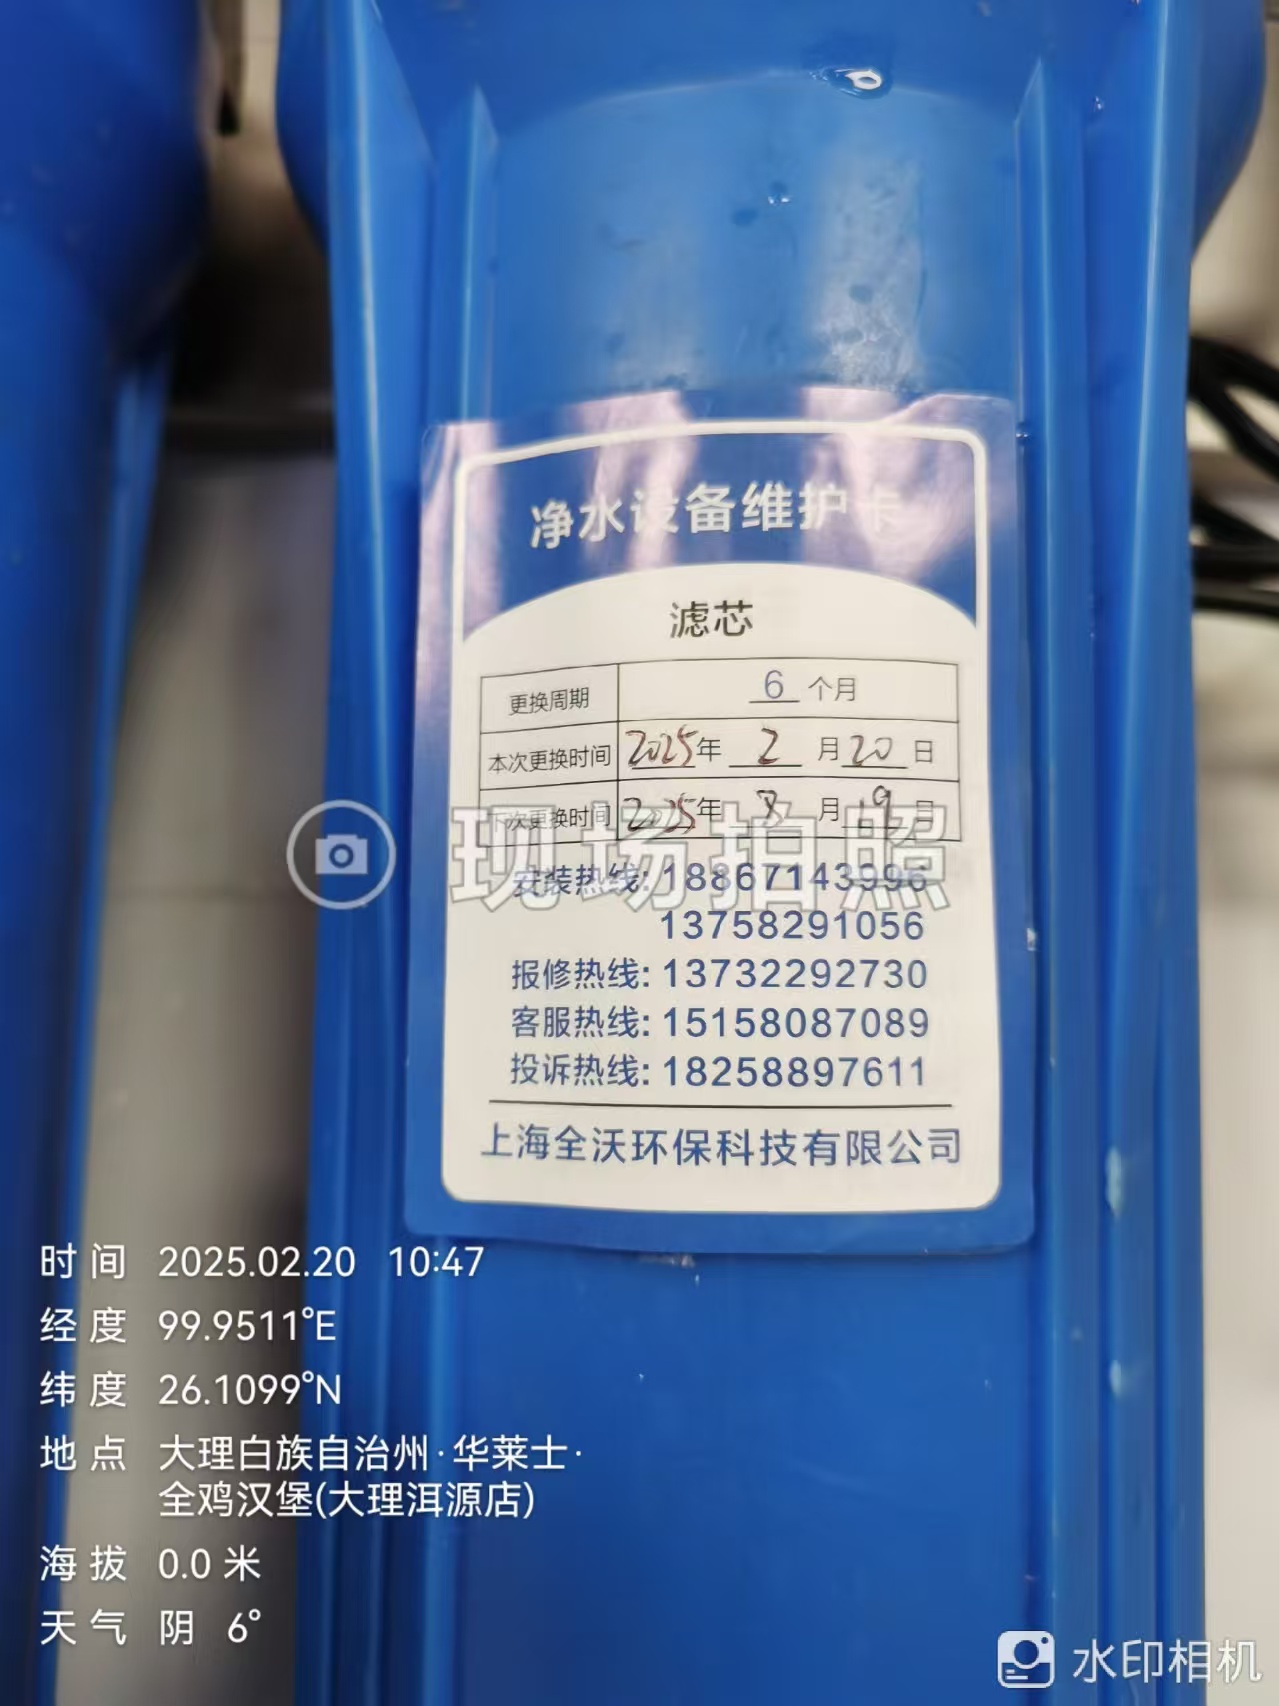 净水设备维护卡
滤芯
更换周期 6 个月
本次更换时间 2025年 2 月 20 日
下次更换时间 2025年 8 月 19 日
现场拍照
安装热线: 18867143996
13758291056
报修热线: 13732292730
客服热线: 15158087089
投诉热线: 18258897611
上海全沃环保科技有限公司
时间 2025.02.20 10:47
经度 99.9511°E
纬度 26.1099°N
地点 大理白族自治州·华莱士·
全鸡汉堡(大理洱源店)
海拔 0.0 米
天气 阴 6°
水印相机